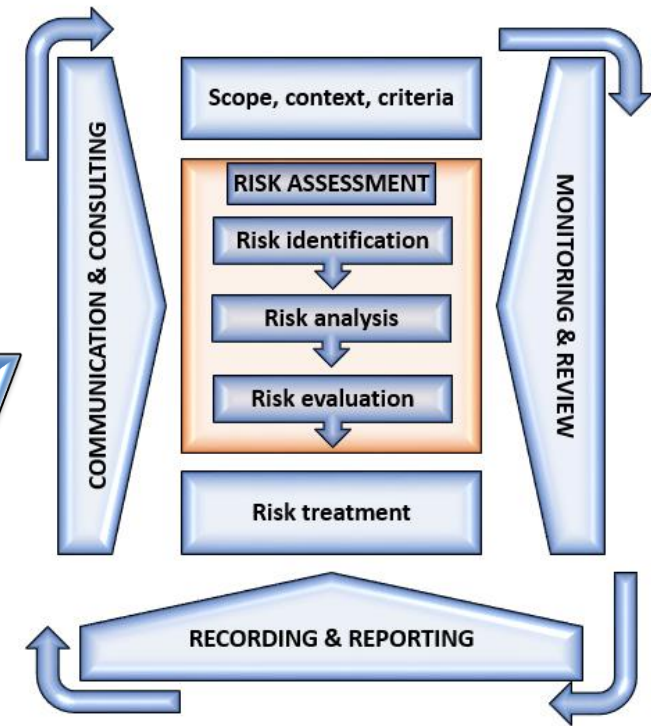 Scope, context, criteria
COMMUNICATION & CONSULTING
RISK ASSESSMENT
Risk identification
Risk analysis
Risk evaluation
MONITORING & REVIEW
Risk treatment
RECORDING & REPORTING